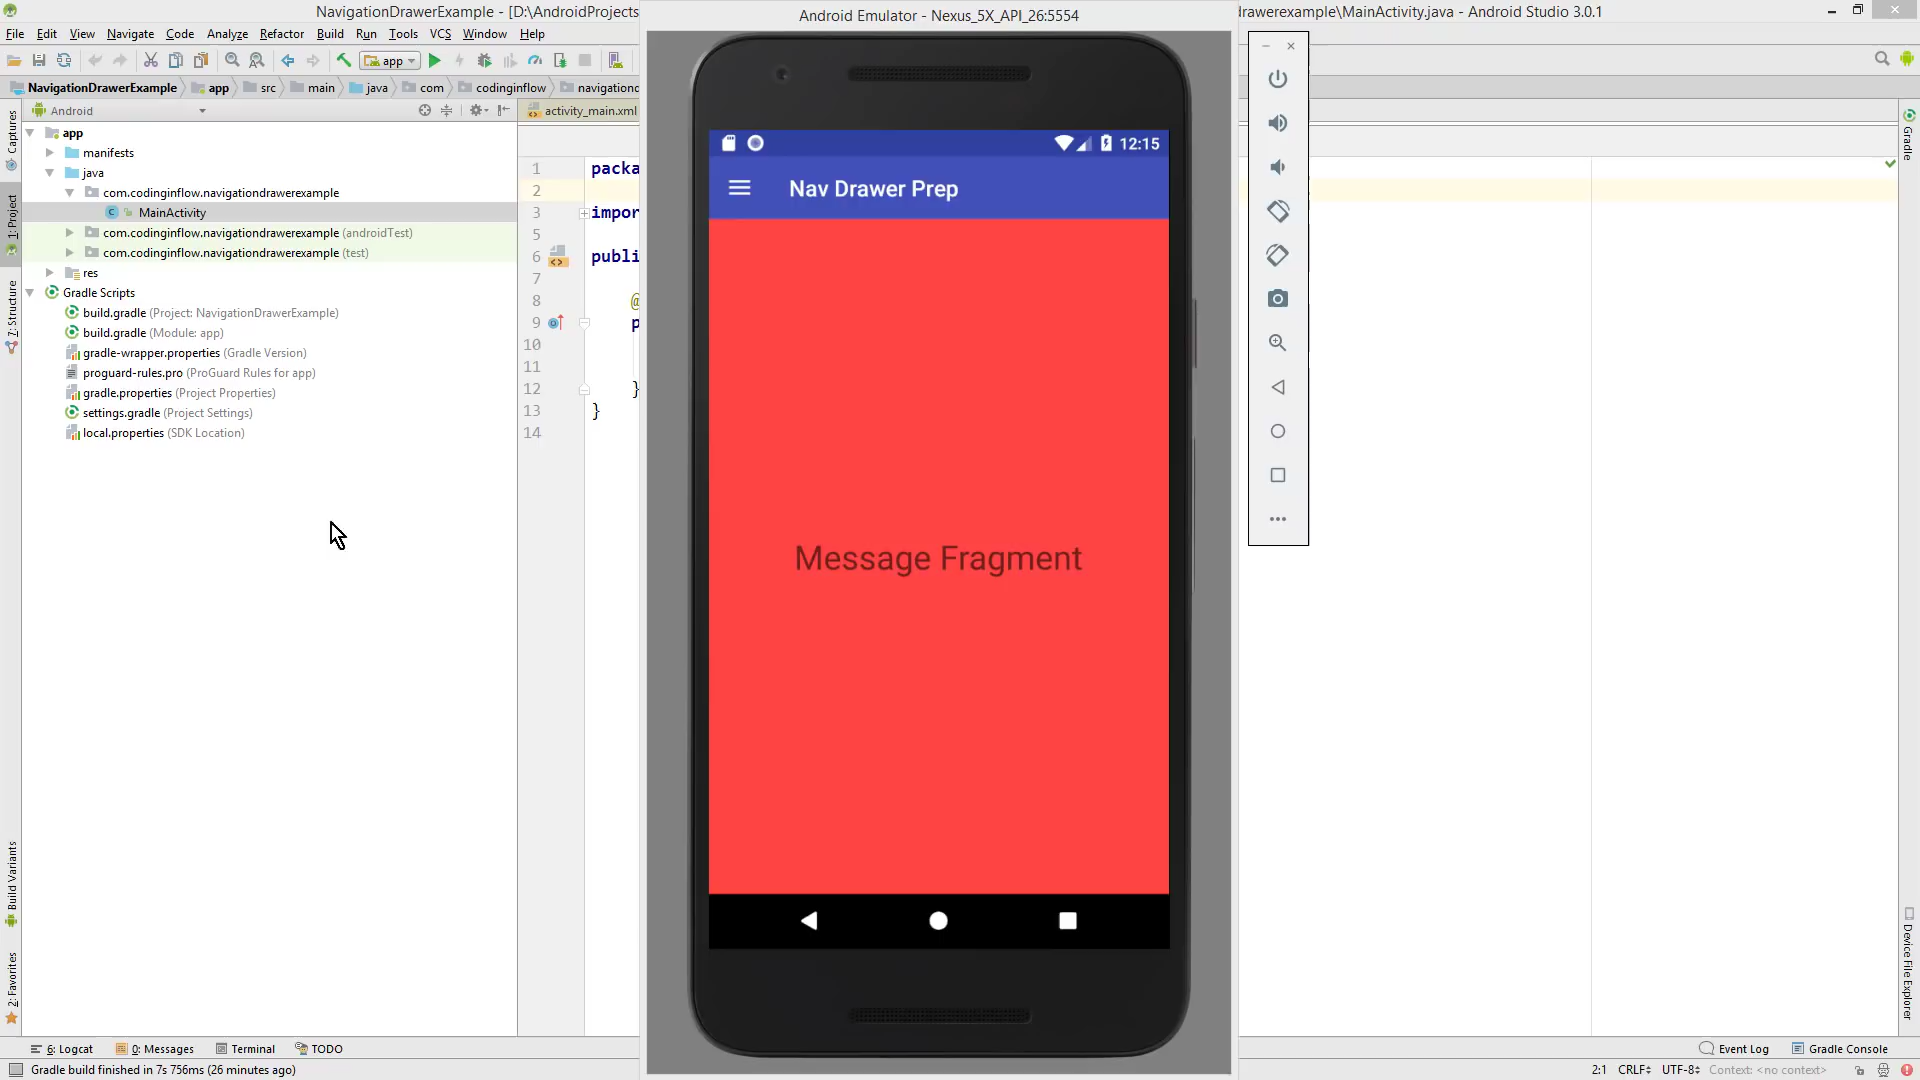 NavigationDrawerExample - [D:\AndroidProjects
Android Emulator - Nexus_5X_API_26:5554
drawerexample\MainActivity.java - Android Studio 3.0.1
File Edit View Navigate Code Analyze Refactor Build Run Tools VCS Window Help
app
NavigationDrawerExample app src main java com codinginflow navigationd
Android
activity_main.xml
app
manifests
java
com.codinginflow.navigationdrawerexample
MainActivity
com.codinginflow.navigationdrawerexample (androidTest)
com.codinginflow.navigationdrawerexample (test)
res
Gradle Scripts
build.gradle (Project: NavigationDrawerExample)
build.gradle (Module: app)
gradle-wrapper.properties (Gradle Version)
proguard-rules.pro (ProGuard Rules for app)
gradle.properties (Project Properties)
settings.gradle (Project Settings)
local.properties (SDK Location)
Captures
1: Project
7: Structure
Build Variants
2: Favorites
1 packa
2
3 impor
5
6 publi
7
8 @
9 p
10
11
12 }
13 }
14
12:15
Nav Drawer Prep
Message Fragment
Gradle
Device File Explorer
6: Logcat 0: Messages Terminal TODO
Event Log Gradle Console
Gradle build finished in 7s 756ms (26 minutes ago)
2:1 CRLF UTF-8 Context: <no context>